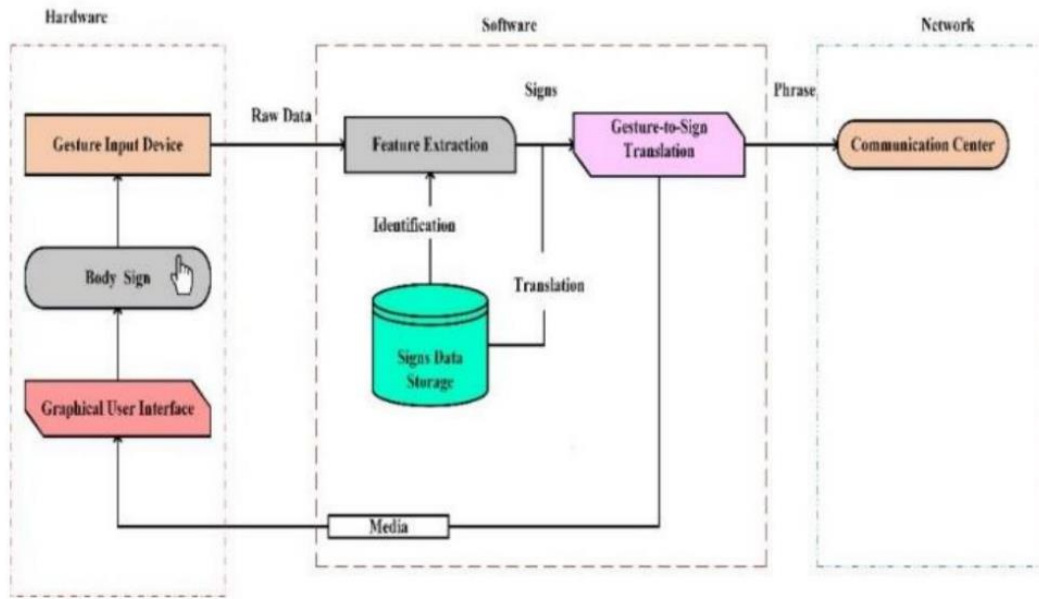 Hardware
Software
Network
Raw Data
Signs
Phrase
Gesture Input Device
Feature Extraction
Gesture-to-Sign
Translation
Communication Center
Identification
Body Sign
Translation
Signs Data
Storage
Graphical User Interface
Media